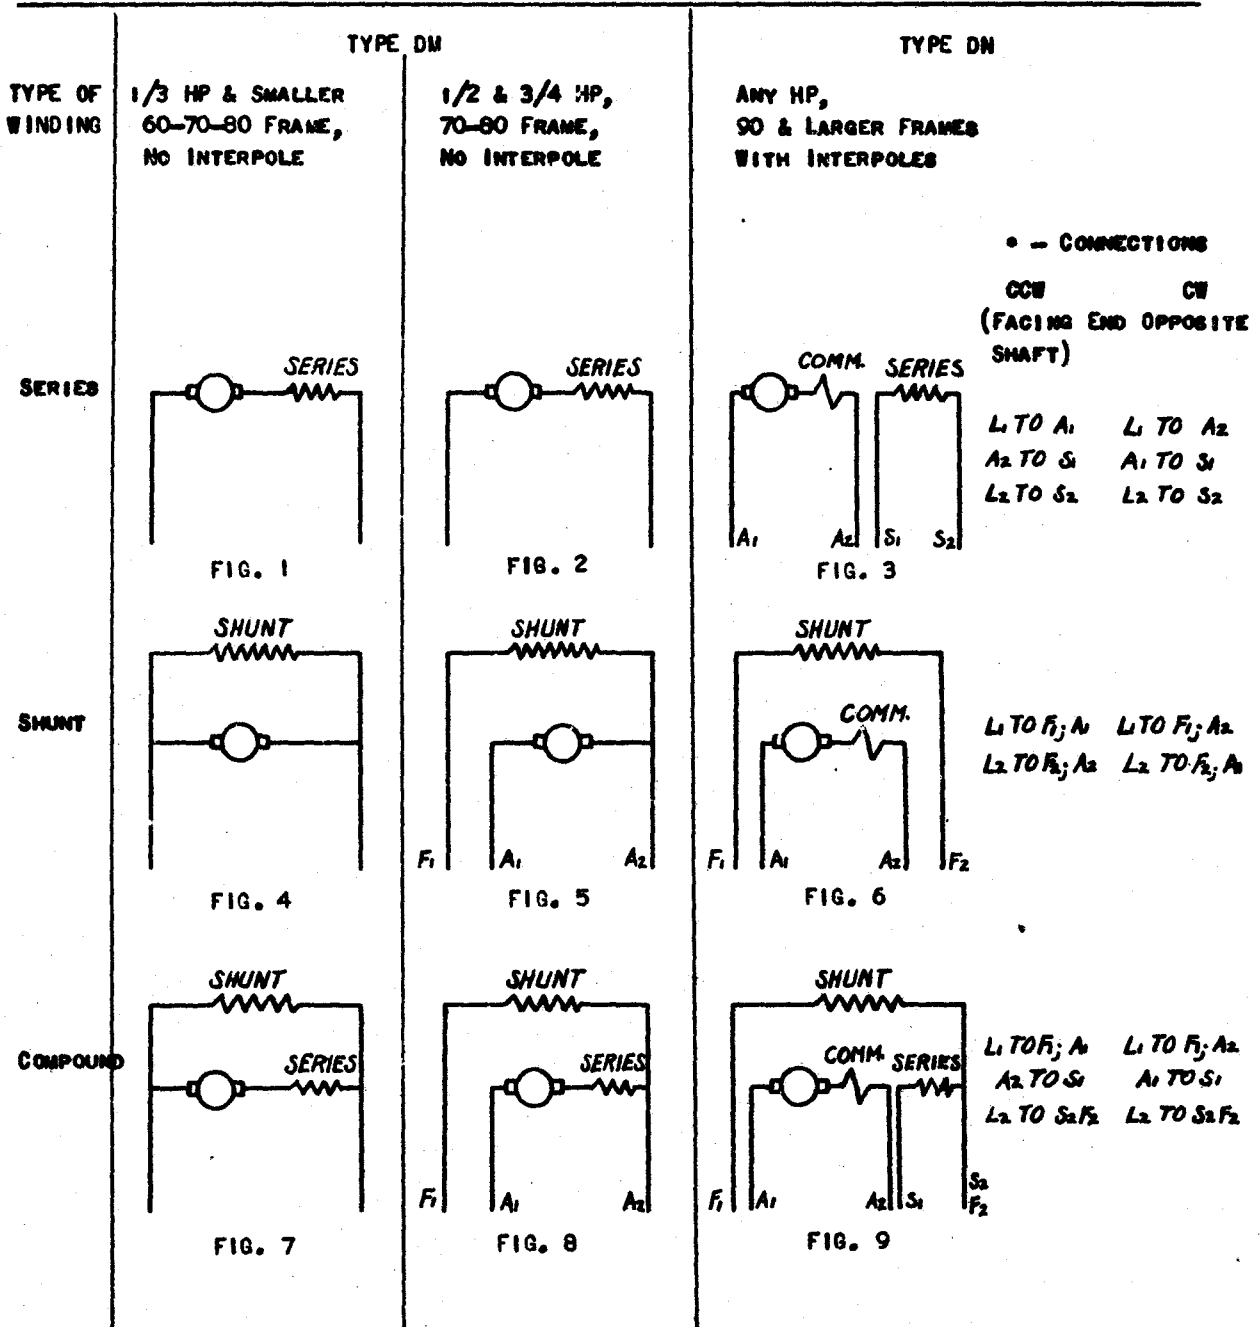 TYPE DM
TYPE DN
TYPE OF WINDING
1/3 HP & SMALLER
60-70-80 FRAME,
NO INTERPOLE
1/2 & 3/4 HP,
70-80 FRAME,
NO INTERPOLE
ANY HP,
90 & LARGER FRAMES
WITH INTERPOLES
* - CONNECTIONS
CCW CW
(FACING END OPPOSITE
SHAFT)
SERIES
SERIES
SERIES
COMM. SERIES
A1 A2 S1 S2
L1 TO A1 L1 TO A2
A2 TO S1 A1 TO S1
L2 TO S2 L2 TO S2
FIG. 1
FIG. 2
FIG. 3
SHUNT
SHUNT
SHUNT
SHUNT
COMM.
F1 A1 A2
F1 A1 A2 F2
L1 TO F1; A1 L1 TO F1; A2
L2 TO F2; A2 L2 TO F2; A1
FIG. 4
FIG. 5
FIG. 6
COMPOUND
SHUNT
SERIES
SHUNT
SERIES
SHUNT
COMM. SERIES
F1 A1 A2
F1 A1 A2 S1 S2
F2
L1 TO F1; A1 L1 TO F1; A2
A2 TO S1 A1 TO S1
L2 TO S2F2 L2 TO S2F2
FIG. 7
FIG. 8
FIG. 9